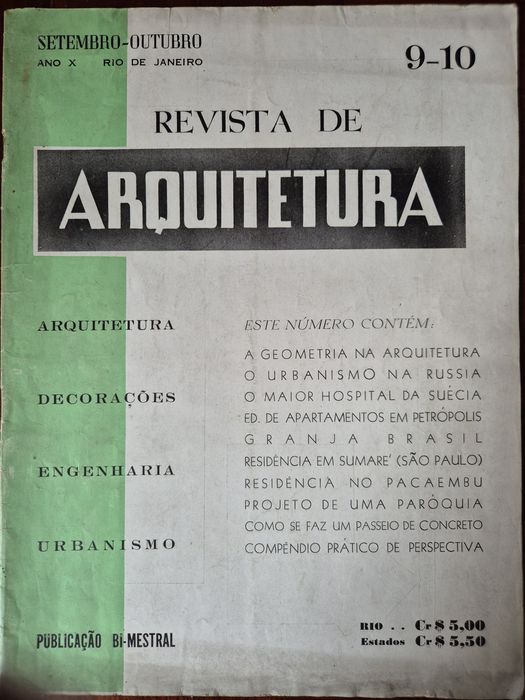 SETEMBRO-OUTUBRO
ANO X RIO DE JANEIRO
9-10
REVISTA DE
ARQUITETURA
ARQUITETURA
DECORAÇÕES
ENGENHARIA
URBANISMO
ESTE NÚMERO CONTÉM:
A GEOMETRIA NA ARQUITETURA
O URBANISMO NA RUSSIA
O MAIOR HOSPITAL DA SUÉCIA
ED. DE APARTAMENTOS EM PETRÓPOLIS
GRANJA BRASIL
RESIDÊNCIA EM SUMARE' (SÃO PAULO)
RESIDÊNCIA NO PACAEMBU
PROJETO DE UMA PARÓQUIA
COMO SE FAZ UM PASSEIO DE CONCRETO
COMPÊNDIO PRÁTICO DE PERSPECTIVA
PUBLICAÇÃO Bi-MESTRAL
RIO . . Cr$ 5,00
Estados Cr$ 5,50